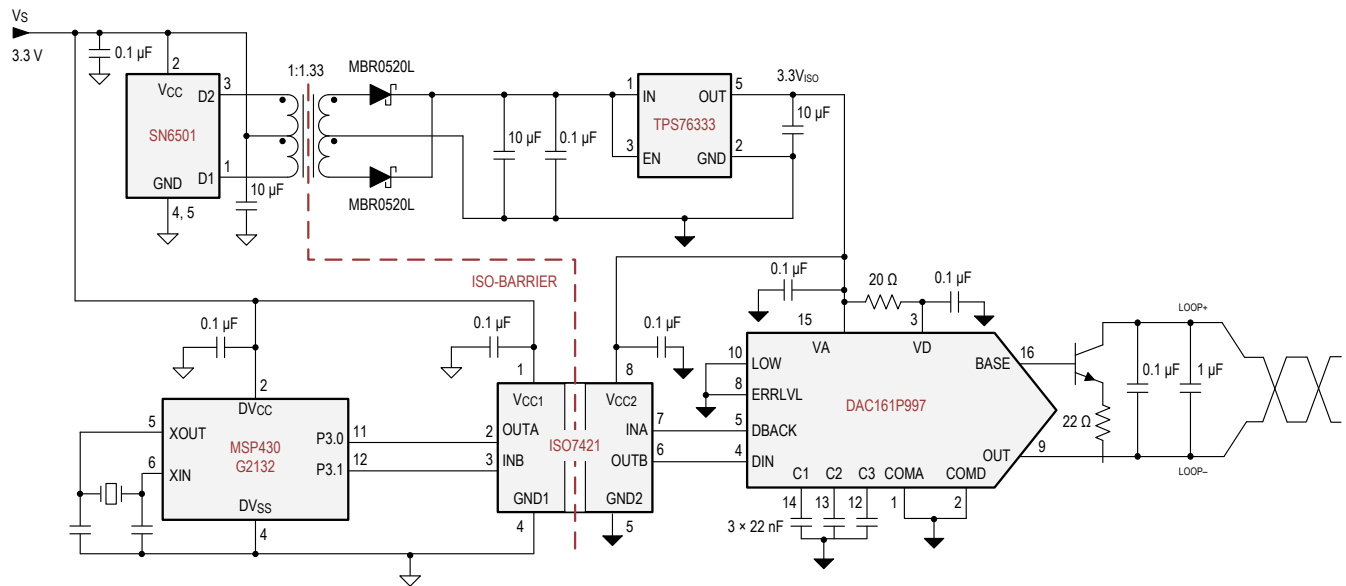 VS
3.3 V
0.1 µF
2
VCC
D2
3
SN6501
D1
1
GND
4, 5
10 µF
1:1.33
MBR0520L
MBR0520L
10 µF
0.1 µF
1
IN
OUT
5
TPS76333
3
EN
GND
2
3.3VISO
10 µF
ISO-BARRIER
0.1 µF
2
DVCC
5
XOUT
P3.0
11
MSP430
G2132
6
XIN
P3.1
12
DVSS
4
0.1 µF
1
VCC1
2
OUTA
3
INB
GND1
4
ISO7421
0.1 µF
8
VCC2
INA
7
OUTB
6
GND2
5
0.1 µF
20 Ω
0.1 µF
15
3
VA
VD
10
LOW
8
ERRLVL
5
DBACK
4
DIN
DAC161P997
BASE
16
OUT
9
C1
C2
C3
COMA
COMD
14
13
12
1
2
3 × 22 nF
22 Ω
0.1 µF
1 µF
LOOP+
LOOP–